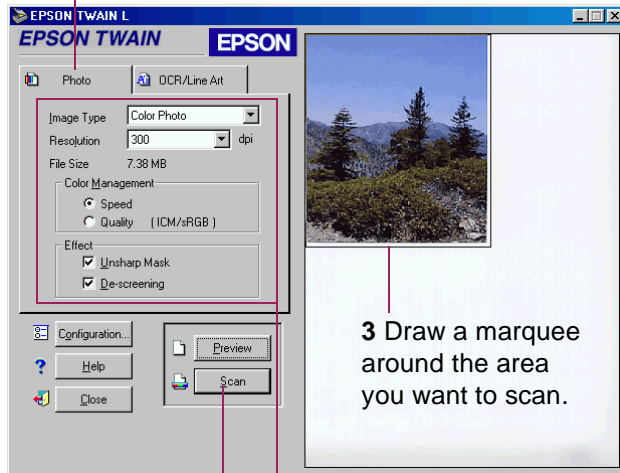 EPSON TWAIN L
EPSON TWAIN EPSON
Photo OCR/Line Art
Image Type Color Photo
Resolution 300 dpi
File Size 7.38 MB
Color Management
Speed
Quality ( ICM/sRGB )
Effect
Unsharp Mask
De-screening
Configuration...
Help
Close
Preview
Scan
3 Draw a marquee
around the area
you want to scan.